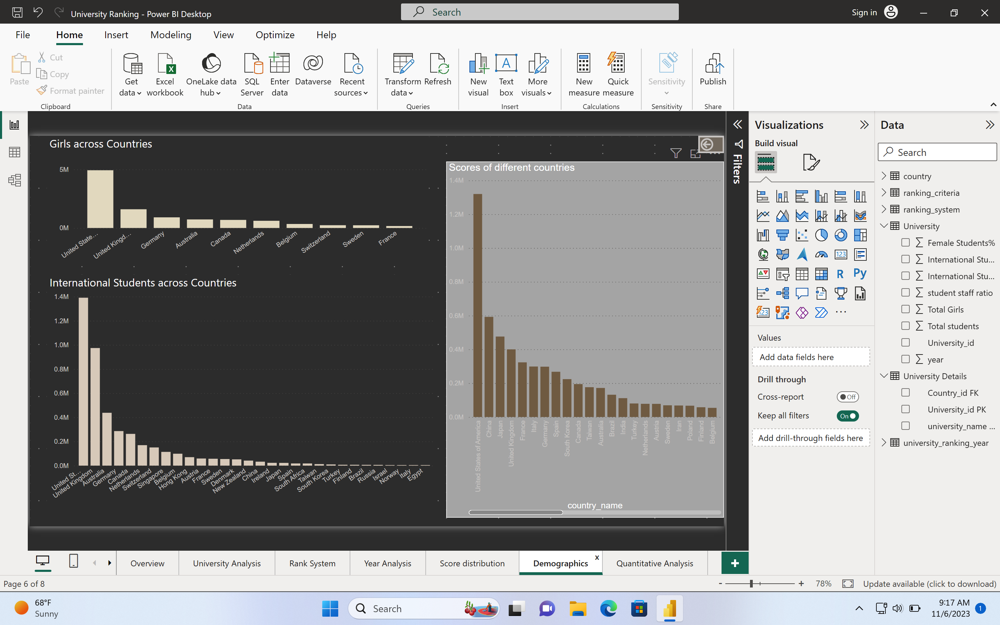 University Ranking - Power BI Desktop
Search
Sign in
File
Home
Insert
Modeling
View
Optimize
Help
Paste
Cut
Copy
Format painter
Clipboard
Get data
Excel workbook
OneLake data hub
SQL Server
Enter data
Dataverse
Recent sources
Data
Transform data
Refresh
Queries
New visual
Text box
More visuals
Insert
New measure
Quick measure
Calculations
Sensitivity
Sensitivity
Publish
Share
Girls across Countries
5M
0M
United State...
United Kingd...
Germany
Australia
Canada
Netherlands
Belgium
Switzerland
Sweden
France
International Students across Countries
1.4M
1.2M
1.0M
0.8M
0.6M
0.4M
0.2M
0.0M
United St...
United Kingdom
Australia
Germany
Canada
Netherlands
Switzerland
Singapore
Belgium
Hong Kong
Austria
France
Sweden
Denmark
New Zealand
China
Ireland
Japan
Spain
South Africa
Taiwan
South Korea
Turkey
Finland
Brazil
Russia
Israel
Norway
Italy
Egypt
Scores of different countries
1.4M
1.2M
1.0M
0.8M
0.6M
0.4M
0.2M
0.0M
United States of America
China
Japan
United Kingdom
France
Italy
Germany
Spain
South Korea
Canada
Taiwan
Australia
Brazil
India
Turkey
Netherlands
Austria
Sweden
Iran
Poland
Finland
Belgium
country_name
Filters
Visualizations
Build visual
123
R
Py
123
Values
Add data fields here
Drill through
Cross-report
Off
Keep all filters
On
Add drill-through fields here
Data
Search
country
ranking_criteria
ranking_system
University
Female Students%
International Stu...
International Stu...
student staff ratio
Total Girls
Total students
University_id
year
University Details
Country_id FK
University_id PK
university_name ...
university_ranking_year
Overview
University Analysis
Rank System
Year Analysis
Score distribution
Demographics
x
Quantitative Analysis
+
Page 6 of 8
-
+
78%
Update available (click to download)
68°F
Sunny
Search
9:17 AM
11/6/2023
1